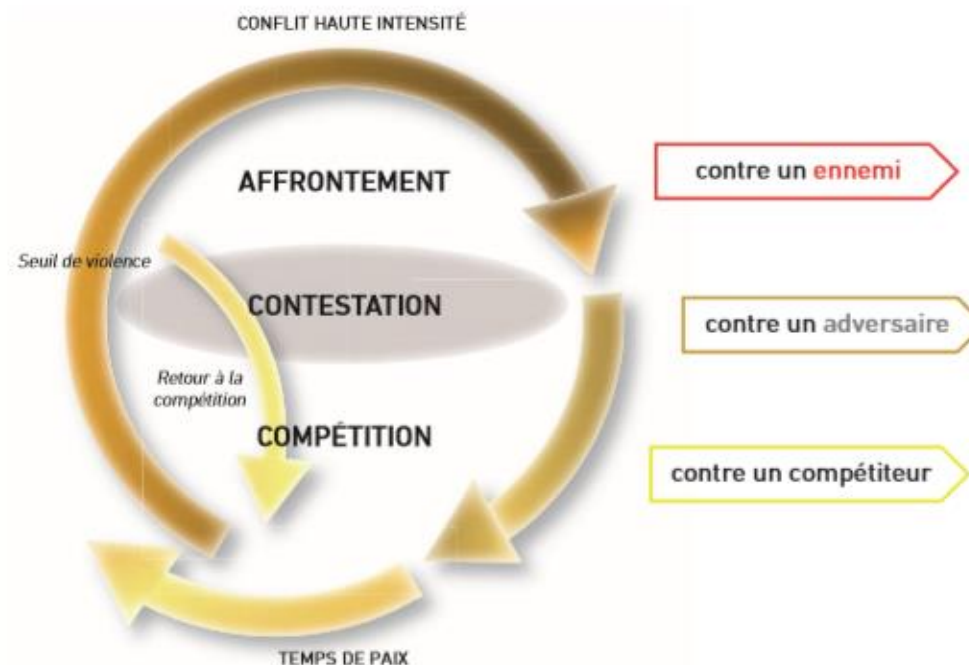 CONFLIT HAUTE INTENSITÉ
AFFRONTEMENT
contre un ennemi
Seuil de violence
CONTESTATION
contre un adversaire
Retour à la
compétition
COMPÉTITION
contre un compétiteur
TEMPS DE PAIX